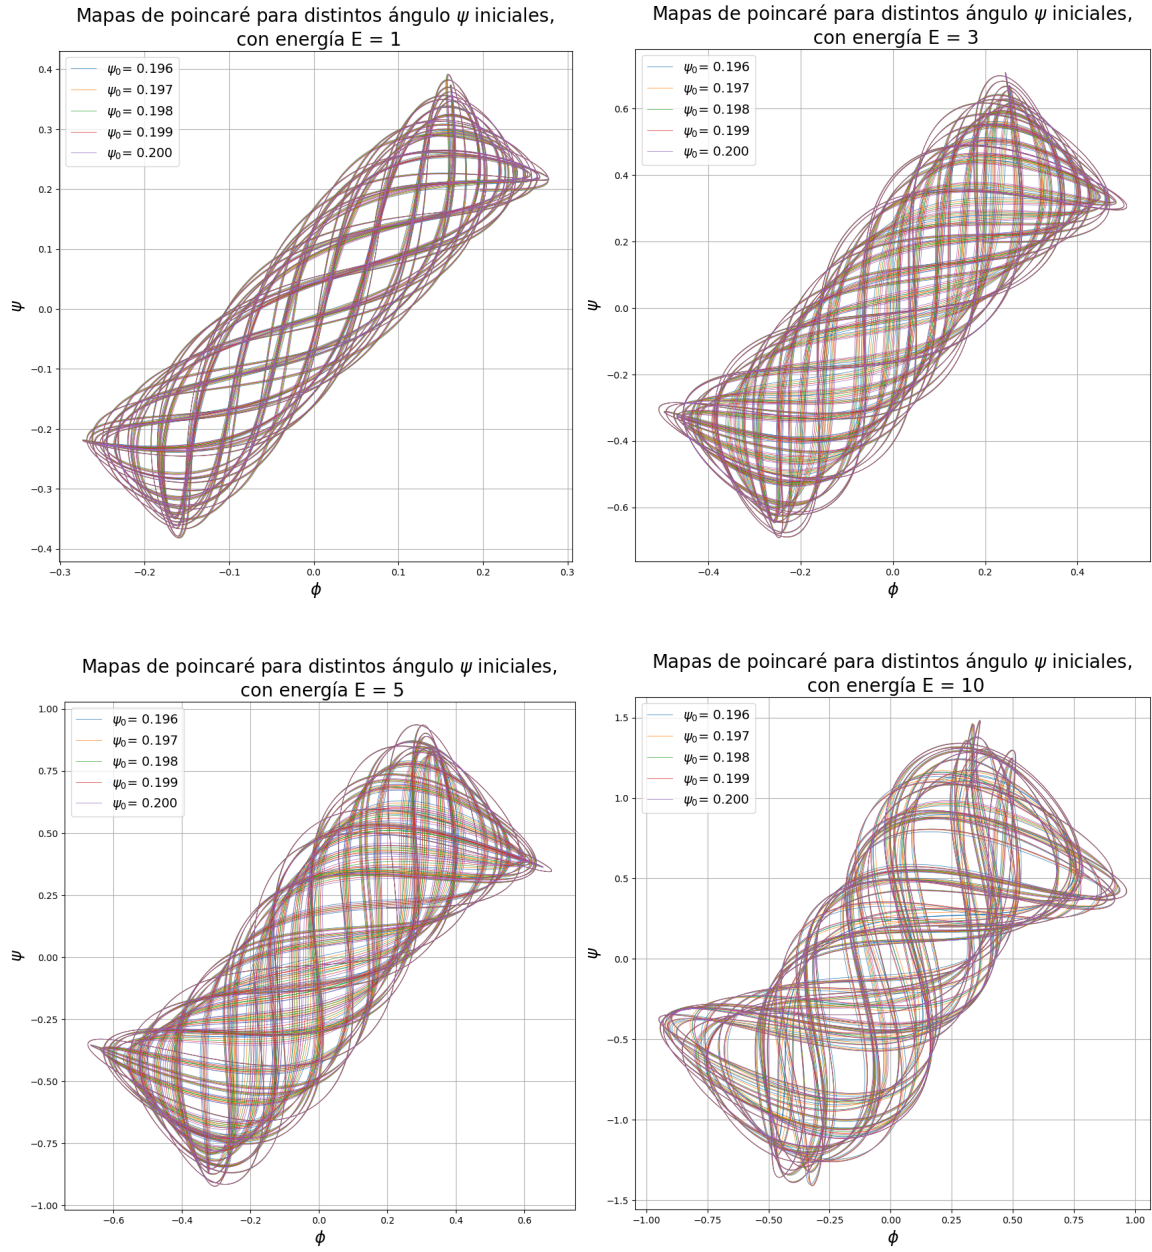 Mapas de poincaré para distintos ángulo ψ iniciales,
con energía E = 1
ψ₀= 0.196
ψ₀= 0.197
ψ₀= 0.198
ψ₀= 0.199
ψ₀= 0.200
0.4
0.3
0.2
0.1
0.0
−0.1
−0.2
−0.3
−0.4
ψ
−0.3 −0.2 −0.1 0.0 0.1 0.2 0.3
ϕ
Mapas de poincaré para distintos ángulo ψ iniciales,
con energía E = 3
ψ₀= 0.196
ψ₀= 0.197
ψ₀= 0.198
ψ₀= 0.199
ψ₀= 0.200
0.6
0.4
0.2
0.0
−0.2
−0.4
−0.6
ψ
−0.4 −0.2 0.0 0.2 0.4
ϕ
Mapas de poincaré para distintos ángulo ψ iniciales,
con energía E = 5
ψ₀= 0.196
ψ₀= 0.197
ψ₀= 0.198
ψ₀= 0.199
ψ₀= 0.200
1.00
0.75
0.50
0.25
0.00
−0.25
−0.50
−0.75
−1.00
ψ
−0.6 −0.4 −0.2 0.0 0.2 0.4 0.6
ϕ
Mapas de poincaré para distintos ángulo ψ iniciales,
con energía E = 10
ψ₀= 0.196
ψ₀= 0.197
ψ₀= 0.198
ψ₀= 0.199
ψ₀= 0.200
1.5
1.0
0.5
0.0
−0.5
−1.0
−1.5
ψ
−1.00 −0.75 −0.50 −0.25 0.00 0.25 0.50 0.75 1.00
ϕ